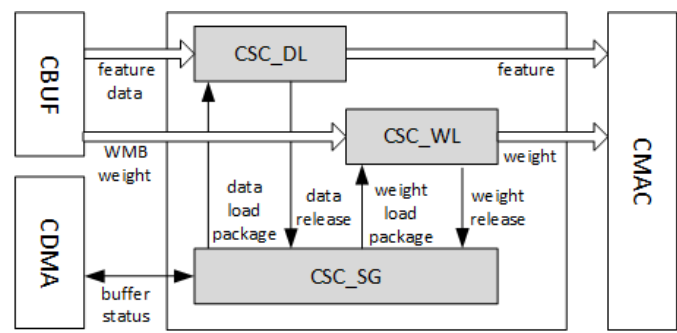 CBUF
CSC_DL
feature
data
feature
CSC_WL
WMB
weight
weight
CMAC
data
load
package
data
release
weight
load
package
weight
release
CDMA
CSC_SG
buffer
status